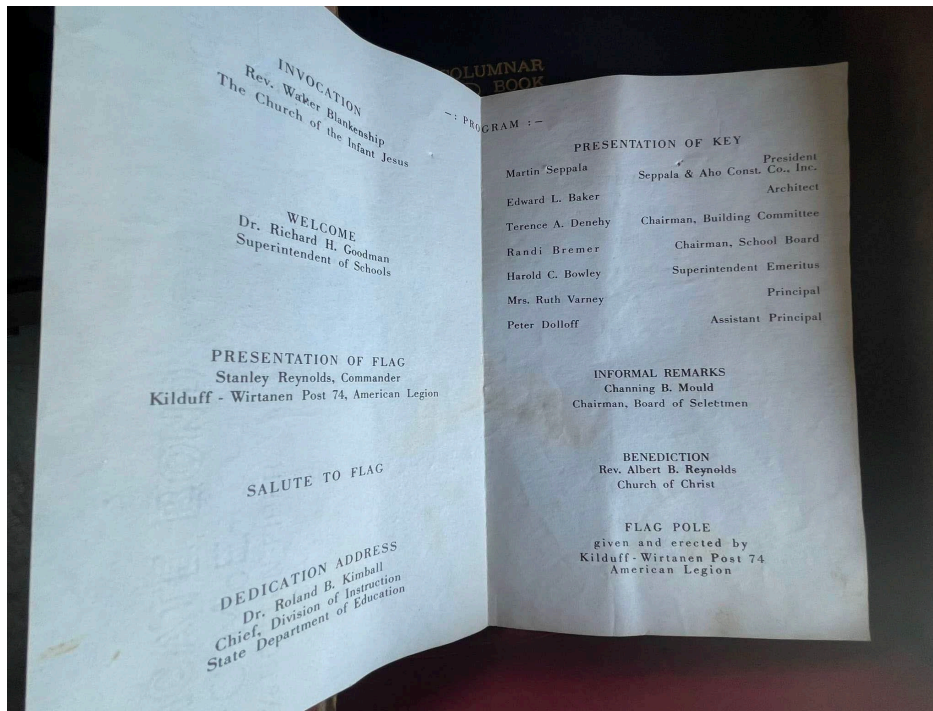 COLUMNAR
BOOK
-: PROGRAM :-
INVOCATION
Rev. Walker Blankenship
The Church of the Infant Jesus
WELCOME
Dr. Richard H. Goodman
Superintendent of Schools
PRESENTATION OF FLAG
Stanley Reynolds, Commander
Kilduff - Wirtanen Post 74, American Legion
SALUTE TO FLAG
DEDICATION ADDRESS
Dr. Roland B. Kimball
Chief, Division of Instruction
State Department of Education
PRESENTATION OF KEY
Martin Seppala President
Seppala & Aho Const. Co., Inc.
Edward L. Baker Architect
Terence A. Denehy Chairman, Building Committee
Randi Bremer Chairman, School Board
Harold C. Bowley Superintendent Emeritus
Mrs. Ruth Varney Principal
Peter Dolloff Assistant Principal
INFORMAL REMARKS
Channing B. Mould
Chairman, Board of Selectmen
BENEDICTION
Rev. Albert B. Reynolds
Church of Christ
FLAG POLE
given and erected by
Kilduff - Wirtanen Post 74
American Legion